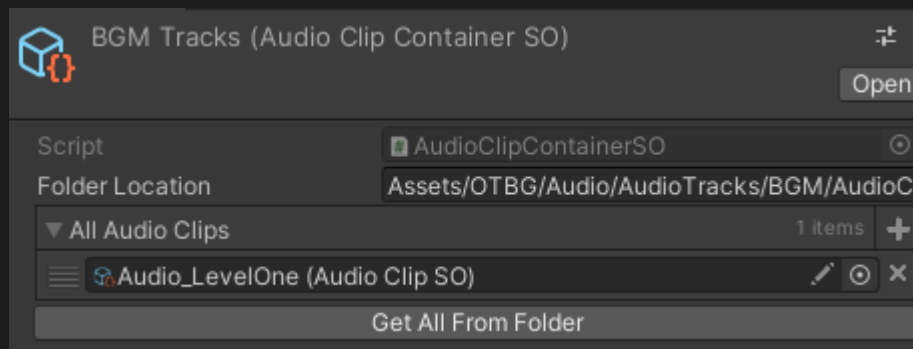 BGM Tracks (Audio Clip Container SO)
Open
Script AudioClipContainerSO
Folder Location Assets/OTBG/Audio/AudioTracks/BGM/AudioC
All Audio Clips 1 items
Audio_LevelOne (Audio Clip SO)
Get All From Folder